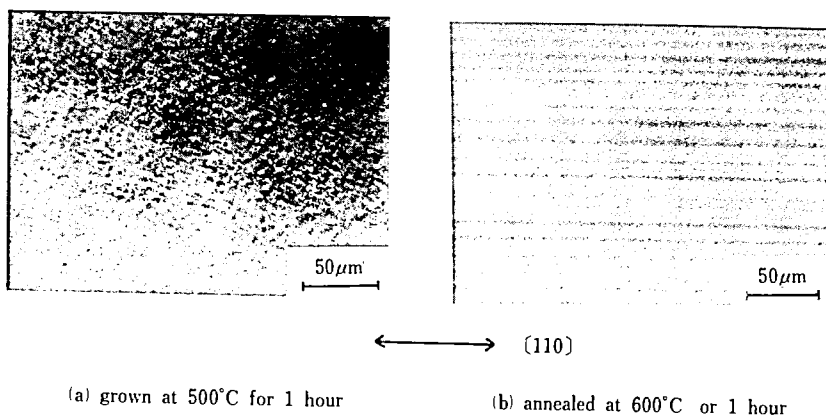 50μm
50μm
〔110〕
(a) grown at 500°C for 1 hour
(b) annealed at 600°C or 1 hour